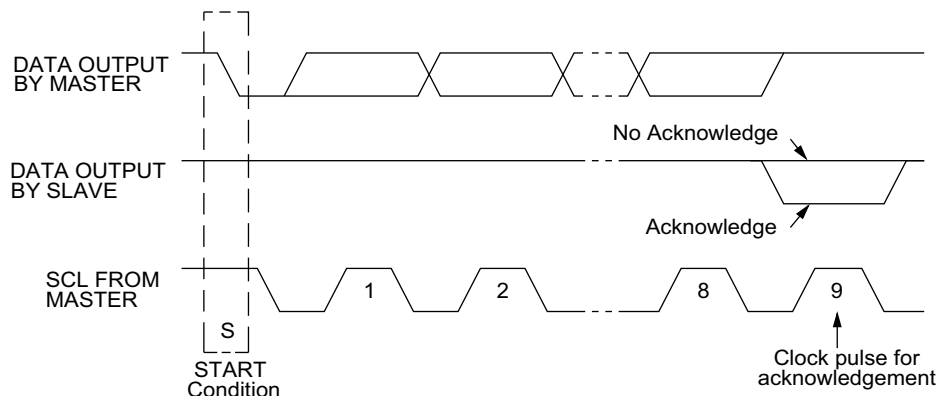 DATA OUTPUT
BY MASTER
No Acknowledge
DATA OUTPUT
BY SLAVE
Acknowledge
SCL FROM
MASTER
1
2
8
9
S
START
Condition
Clock pulse for
acknowledgement